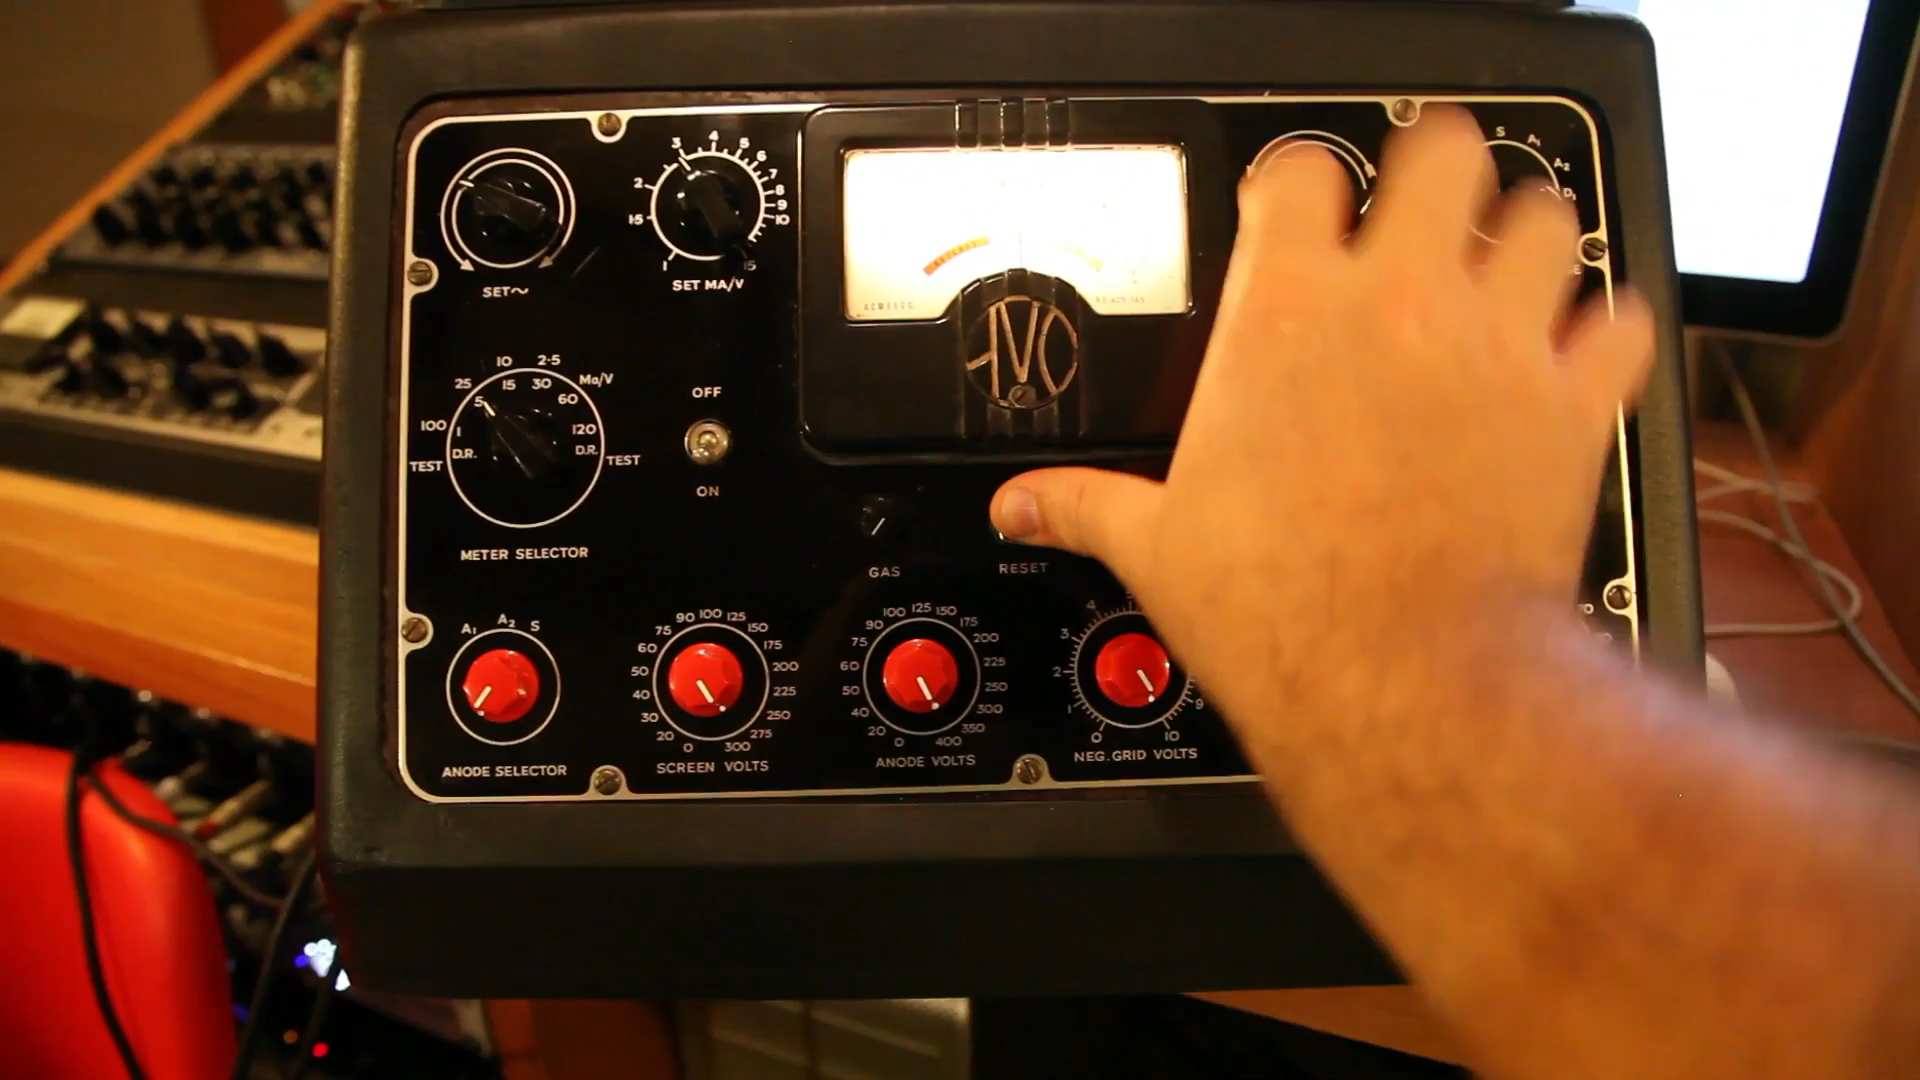 SET~
1 1·5 2 3 4 5 6 7 8 9 10 15
SET MA/V
ACWEECO
AVO
S A1 A2 D1
100 25 10 2·5 Ma/V
1 5 15 30 60 120
D.R. D.R.
TEST TEST
METER SELECTOR
OFF
ON
GAS
RESET
A1 A2 S
ANODE SELECTOR
0 20 30 40 50 60 75 90 100 125 150 175 200 225 250 275 300
SCREEN VOLTS
0 20 40 50 60 75 90 100 125 150 175 200 225 250 300 350 400
ANODE VOLTS
0 1 2 3 4 9 10
NEG. GRID VOLTS